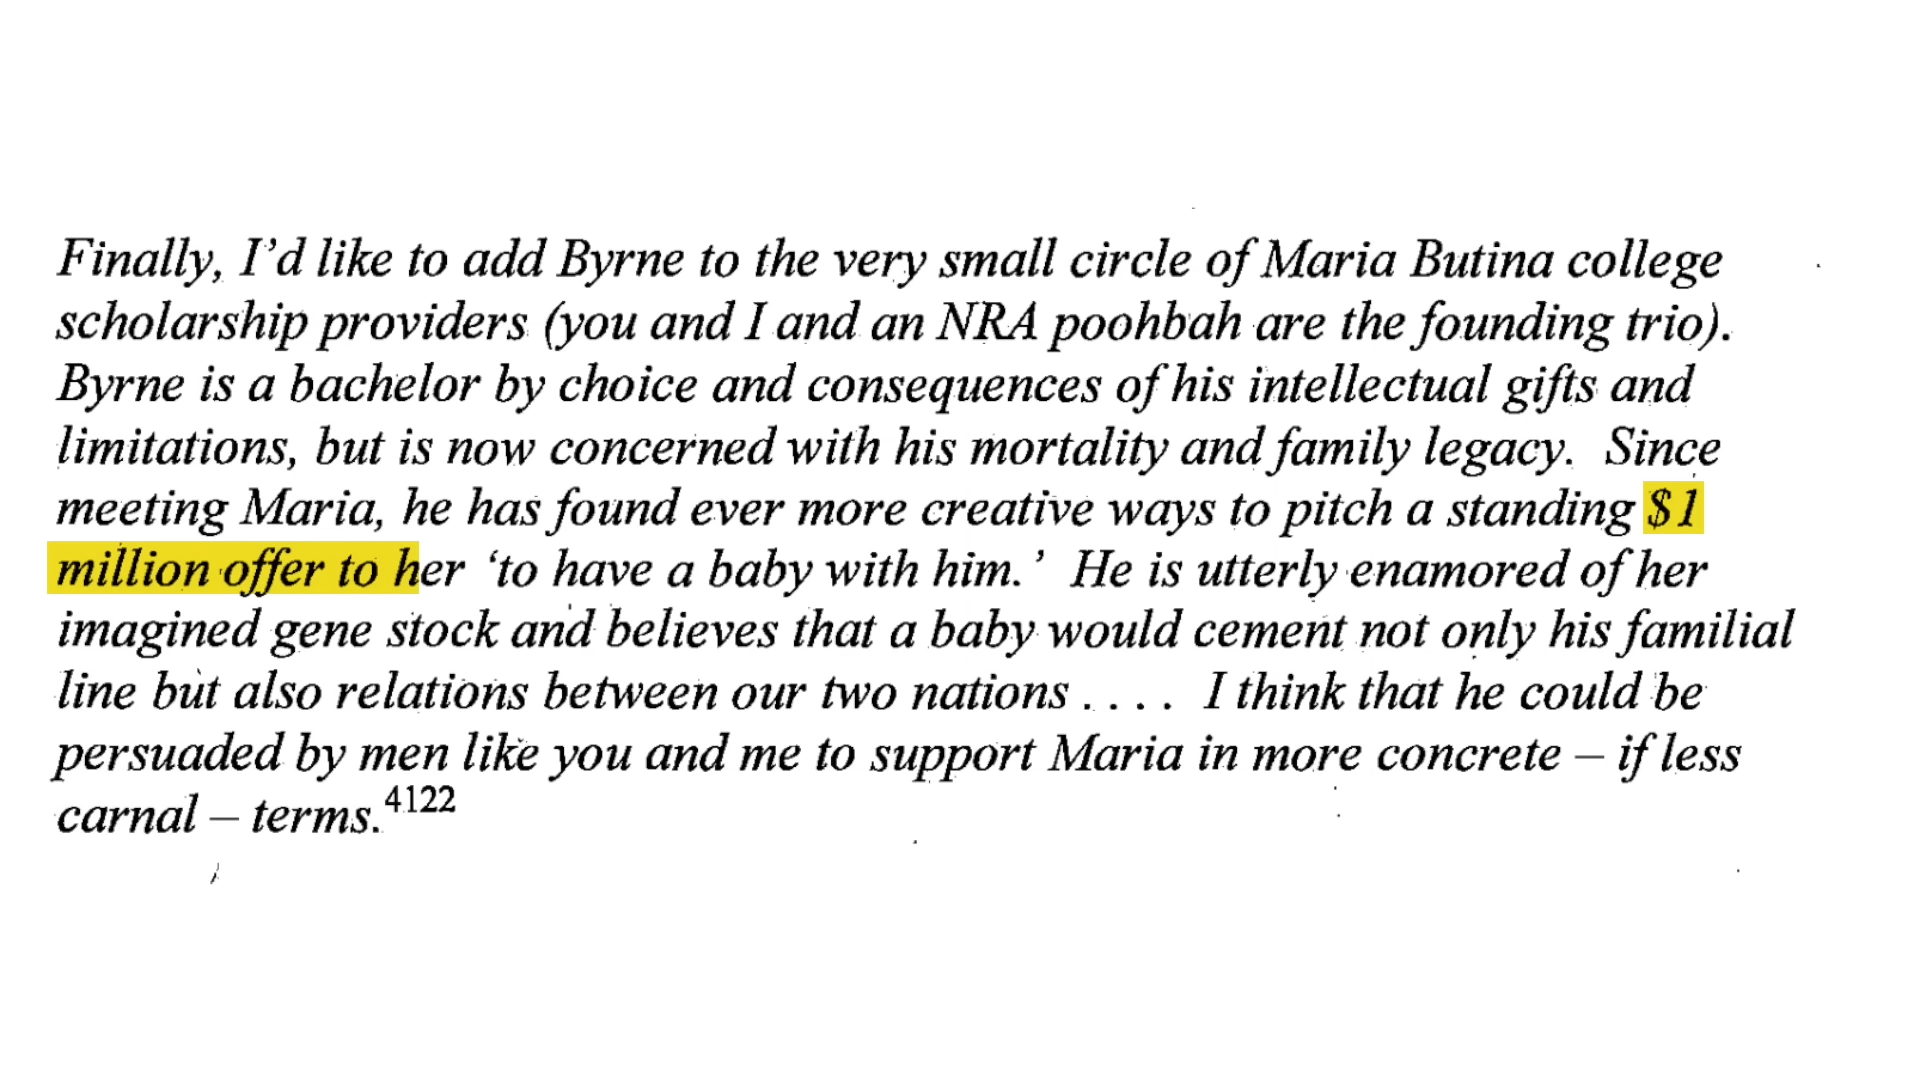 Finally, I'd like to add Byrne to the very small circle of Maria Butina college
scholarship providers (you and I and an NRA poohbah are the founding trio).
Byrne is a bachelor by choice and consequences of his intellectual gifts and
limitations, but is now concerned with his mortality and family legacy.  Since
meeting Maria, he has found ever more creative ways to pitch a standing $1
million offer to her ‘to have a baby with him.’  He is utterly enamored of her
imagined gene stock and believes that a baby would cement not only his familial
line but also relations between our two nations . . . .  I think that he could be
persuaded by men like you and me to support Maria in more concrete – if less
carnal – terms.4122